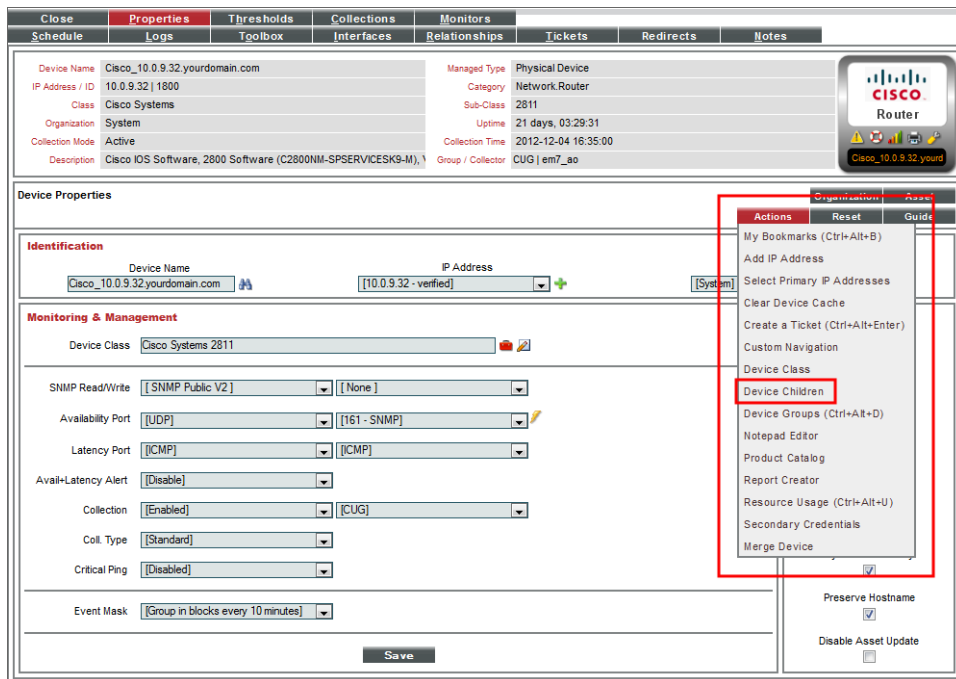 Close Properties Thresholds Collections Monitors
Schedule Logs Toolbox Interfaces Relationships Tickets Redirects Notes
Device Name Cisco_10.0.9.32.yourdomain.com Managed Type Physical Device
IP Address / ID 10.0.9.32 | 1800 Category Network.Router
Class Cisco Systems Sub-Class 2811
Organization System Uptime 21 days, 03:29:31
Collection Mode Active Collection Time 2012-12-04 16:35:00
Description Cisco IOS Software, 2800 Software (C2800NM-SPSERVICESK9-M), Group / Collector CUG | em7_ao
CISCO
Router
Cisco_10.0.9.32.yourd
Device Properties
Organization Asset
Actions Reset Guide
My Bookmarks (Ctrl+Alt+B)
Add IP Address
Select Primary IP Addresses
Clear Device Cache
Create a Ticket (Ctrl+Alt+Enter)
Custom Navigation
Device Class
Device Children
Device Groups (Ctrl+Alt+D)
Notepad Editor
Product Catalog
Report Creator
Resource Usage (Ctrl+Alt+U)
Secondary Credentials
Merge Device
Identification
Device Name IP Address
Cisco_10.0.9.32.yourdomain.com [10.0.9.32 - verified] [System]
Monitoring & Management
Device Class Cisco Systems 2811
SNMP Read/Write [ SNMP Public V2 ] [ None ]
Availability Port [UDP] [161 - SNMP]
Latency Port [ICMP] [ICMP]
Avail+Latency Alert [Disable]
Collection [Enabled] [CUG]
Coll. Type [Standard]
Critical Ping [Disabled]
Event Mask [Group in blocks every 10 minutes]
Save
Preserve Hostname
Disable Asset Update